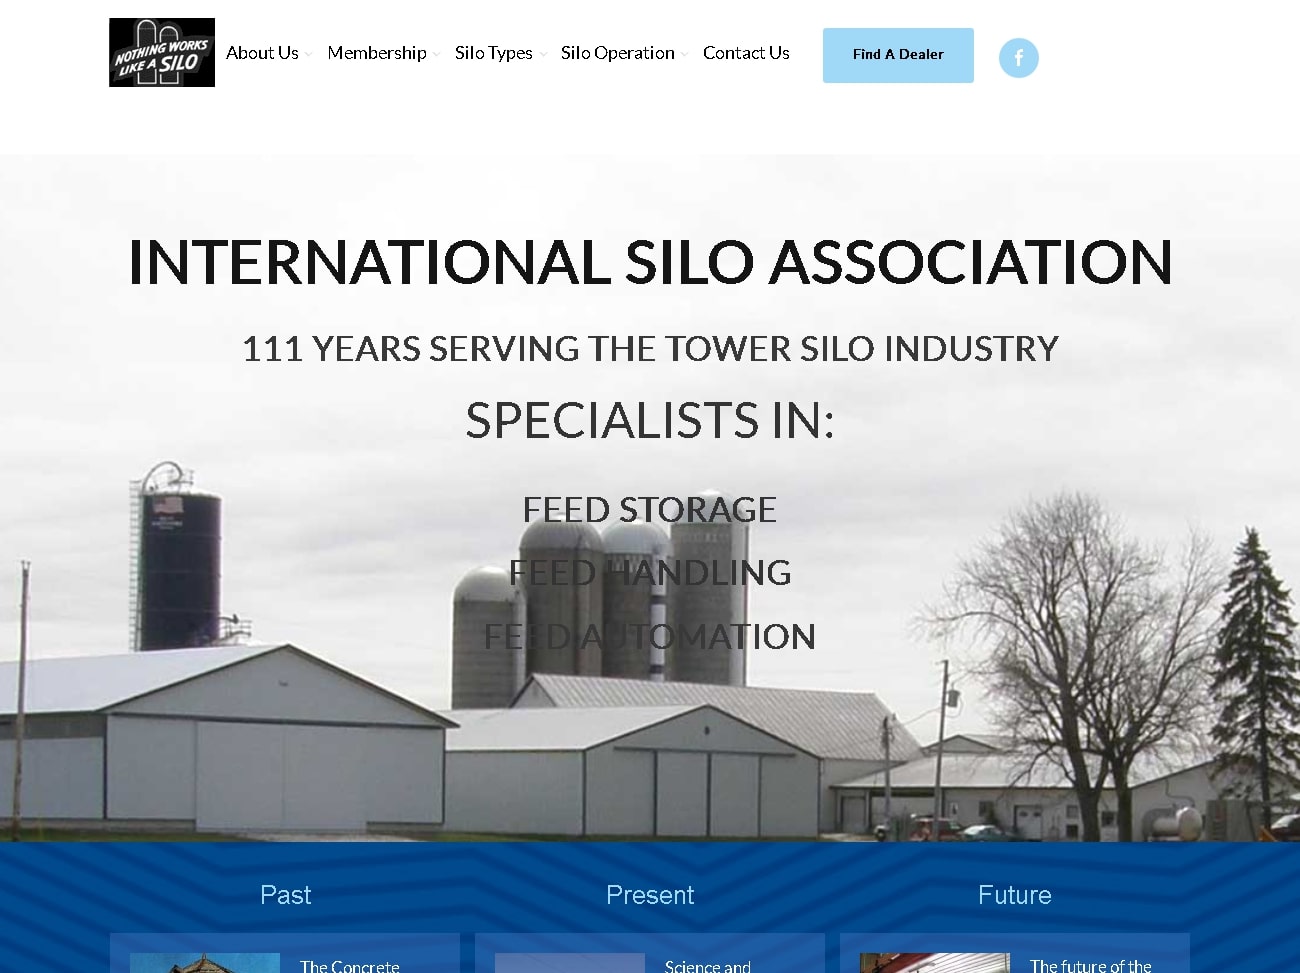 NOTHING WORKS
LIKE A SILO
About Us
Membership
Silo Types
Silo Operation
Contact Us
Find A Dealer
f
INTERNATIONAL SILO ASSOCIATION
111 YEARS SERVING THE TOWER SILO INDUSTRY
SPECIALISTS IN:
FEED STORAGE
FEED HANDLING
FEED AUTOMATION
Past
Present
Future
The Concrete
Science and
The future of the